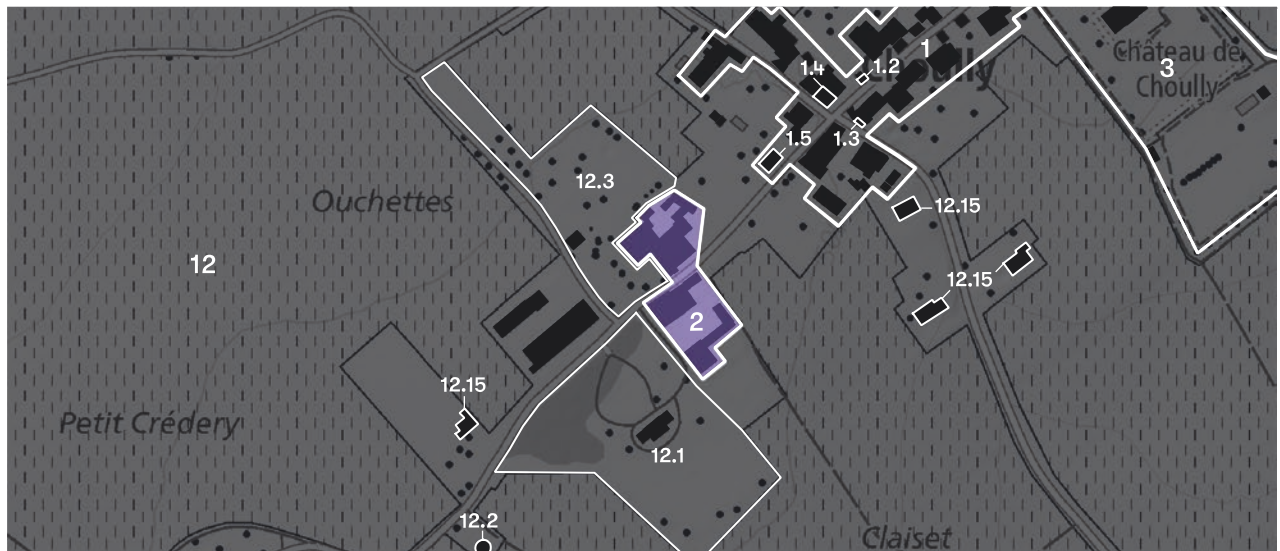 1
Choully
Château de
Choully
3
1.4
1.2
1.3
1.5
12.3
12.15
Ouchettes
12
12.15
2
12.15
Petit Crédery
12.1
12.2
Claiset